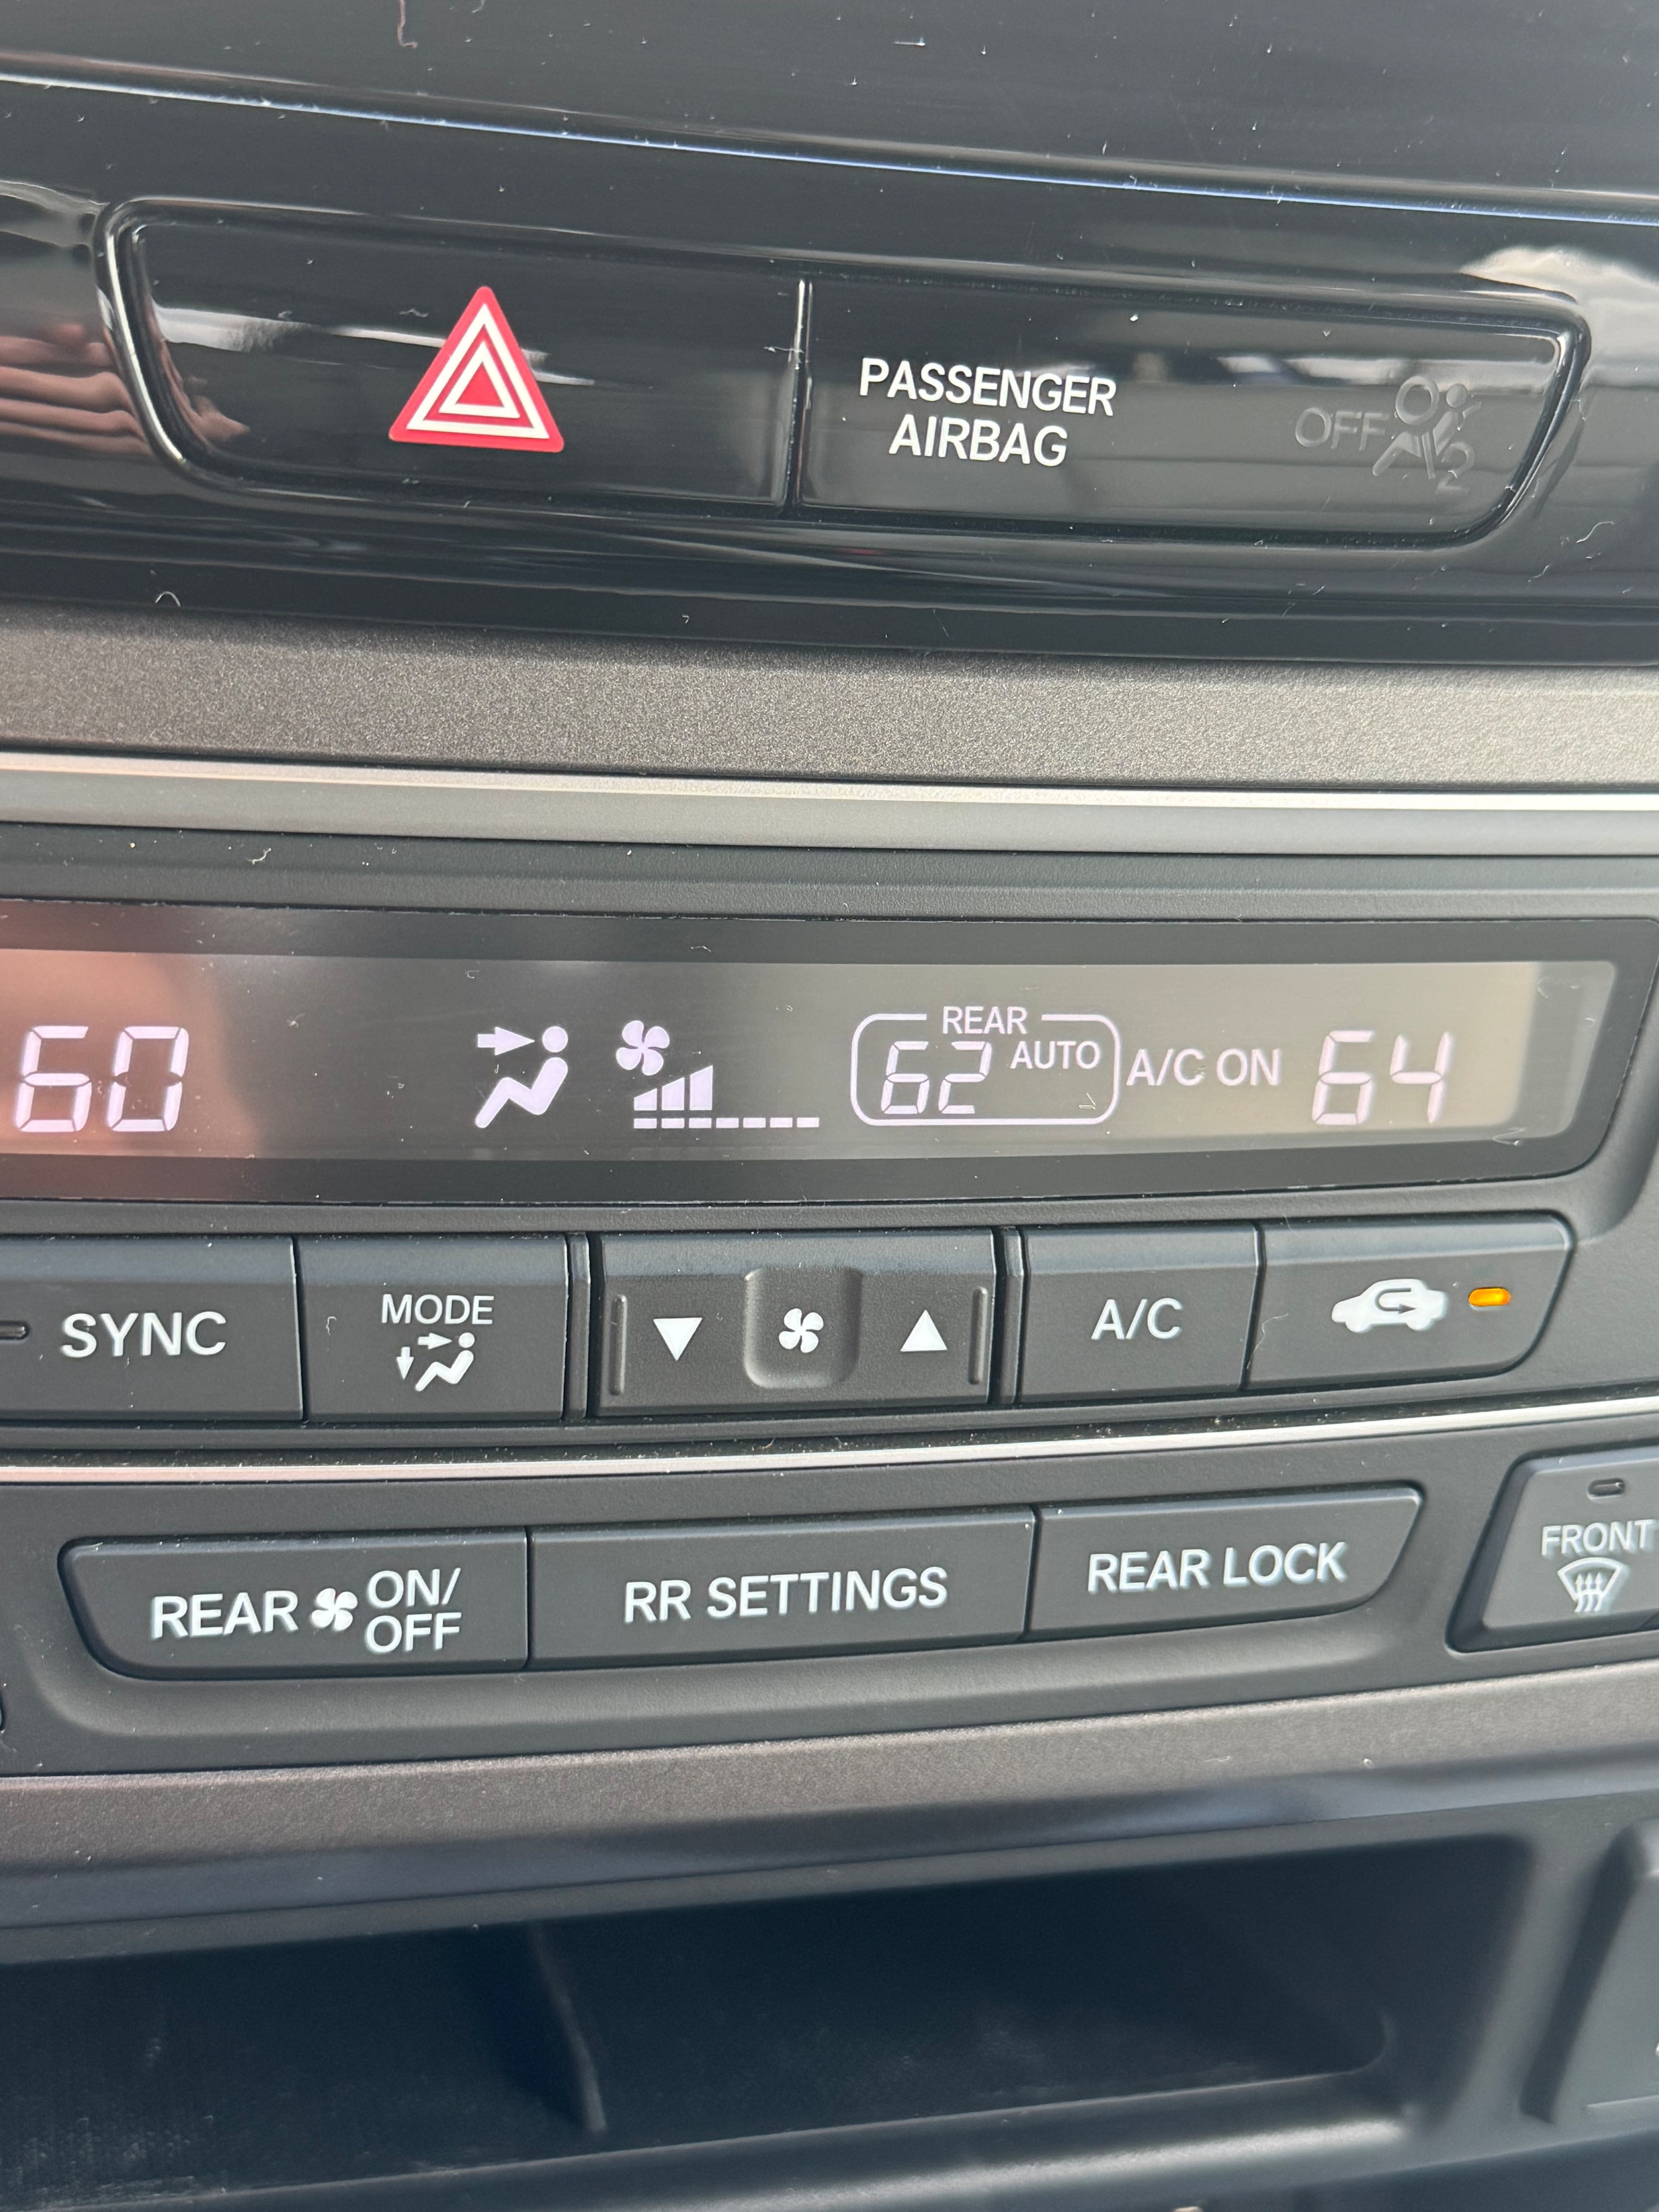 PASSENGER
AIRBAG
OFF
2
60
REAR
62 AUTO
A/C ON
64
SYNC
MODE
A/C
REAR ON/
OFF
RR SETTINGS
REAR LOCK
FRONT